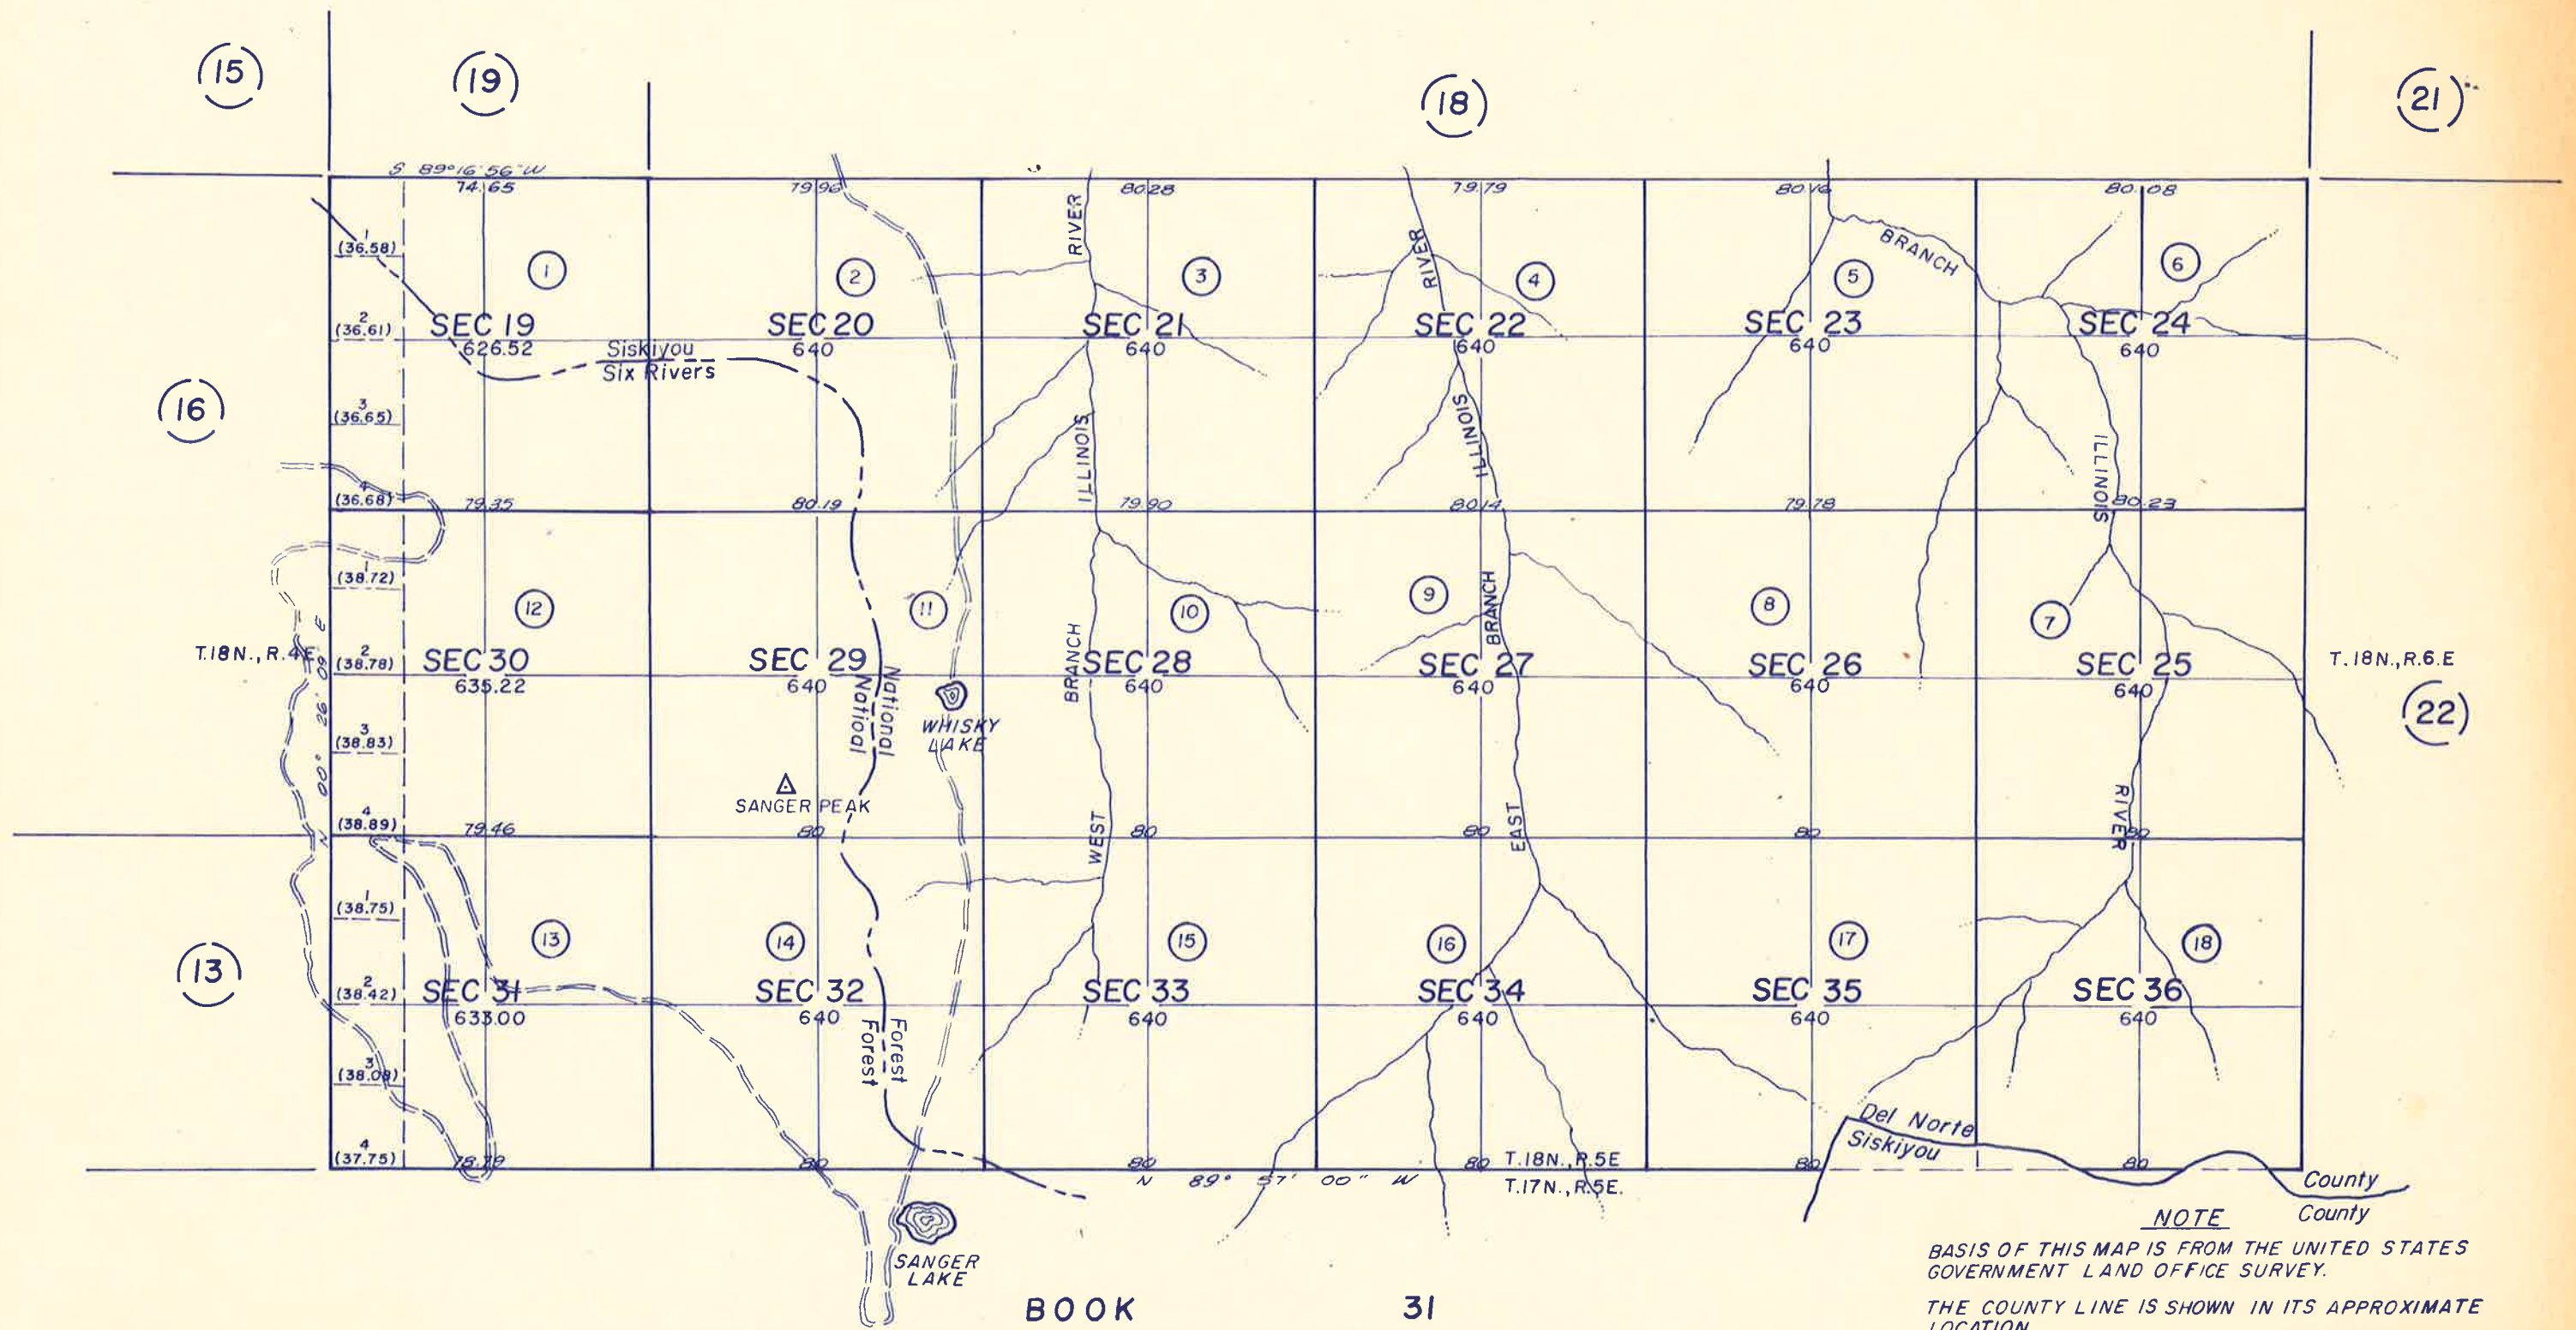 15
19
18
21
S 89° 16' 56" W
74.65
79.96
80.28
79.79
80.16
80.08
1
(36.58)
1
2
RIVER
3
RIVER
4
5
BRANCH
6
2
(36.61)
SEC 19
626.52
SEC 20
640
SEC 21
640
SEC 22
640
SEC 23
640
SEC 24
640
Siskiyou
Six Rivers
16
3
(36.65)
ILLINOIS
ILLINOIS
ILLINOIS
4
(36.68)
79.35
80.19
79.90
80.14
79.78
80.23
1
(38.72)
12
11
10
9
BRANCH
8
7
T.18N., R.4E.
2
(38.78)
SEC 30
635.22
SEC 29
640
National
National
BRANCH
SEC 28
640
SEC 27
640
SEC 26
640
SEC 25
640
T.18N., R.6.E
22
N 00° 26' 09" E
3
(38.83)
WHISKY
LAKE
SANGER PEAK
4
(38.89)
79.46
80
WEST
80
EAST
80
80
RIVER
80
13
1
(38.75)
13
14
15
16
17
18
2
(38.42)
SEC 31
633.00
SEC 32
640
SEC 33
640
SEC 34
640
SEC 35
640
SEC 36
640
Forest
Forest
3
(38.08)
Del Norte
Siskiyou
4
(37.75)
78.79
80
80
80
T.18N., R.5E
80
80
N 89° 57' 00" W
T.17N., R.5E.
County
County
SANGER
LAKE
NOTE
BASIS OF THIS MAP IS FROM THE UNITED STATES
GOVERNMENT LAND OFFICE SURVEY.
THE COUNTY LINE IS SHOWN IN ITS APPROXIMATE
LOCATION
BOOK 31